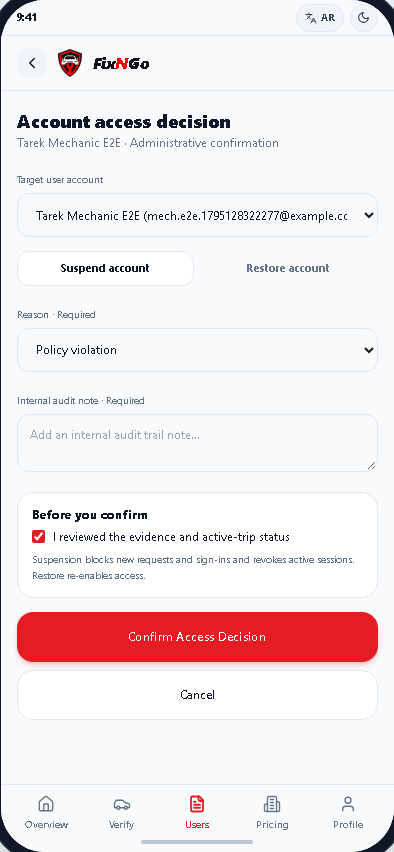 9:41
AR
FixNGo
Account access decision
Tarek Mechanic E2E · Administrative confirmation
Target user account
Tarek Mechanic E2E (mech.e2e.1795128322277@example.cc
Suspend account
Restore account
Reason · Required
Policy violation
Internal audit note · Required
Add an internal audit trail note...
Before you confirm
I reviewed the evidence and active-trip status
Suspension blocks new requests and sign-ins and revokes active sessions.
Restore re-enables access.
Confirm Access Decision
Cancel
Overview
Verify
Users
Pricing
Profile